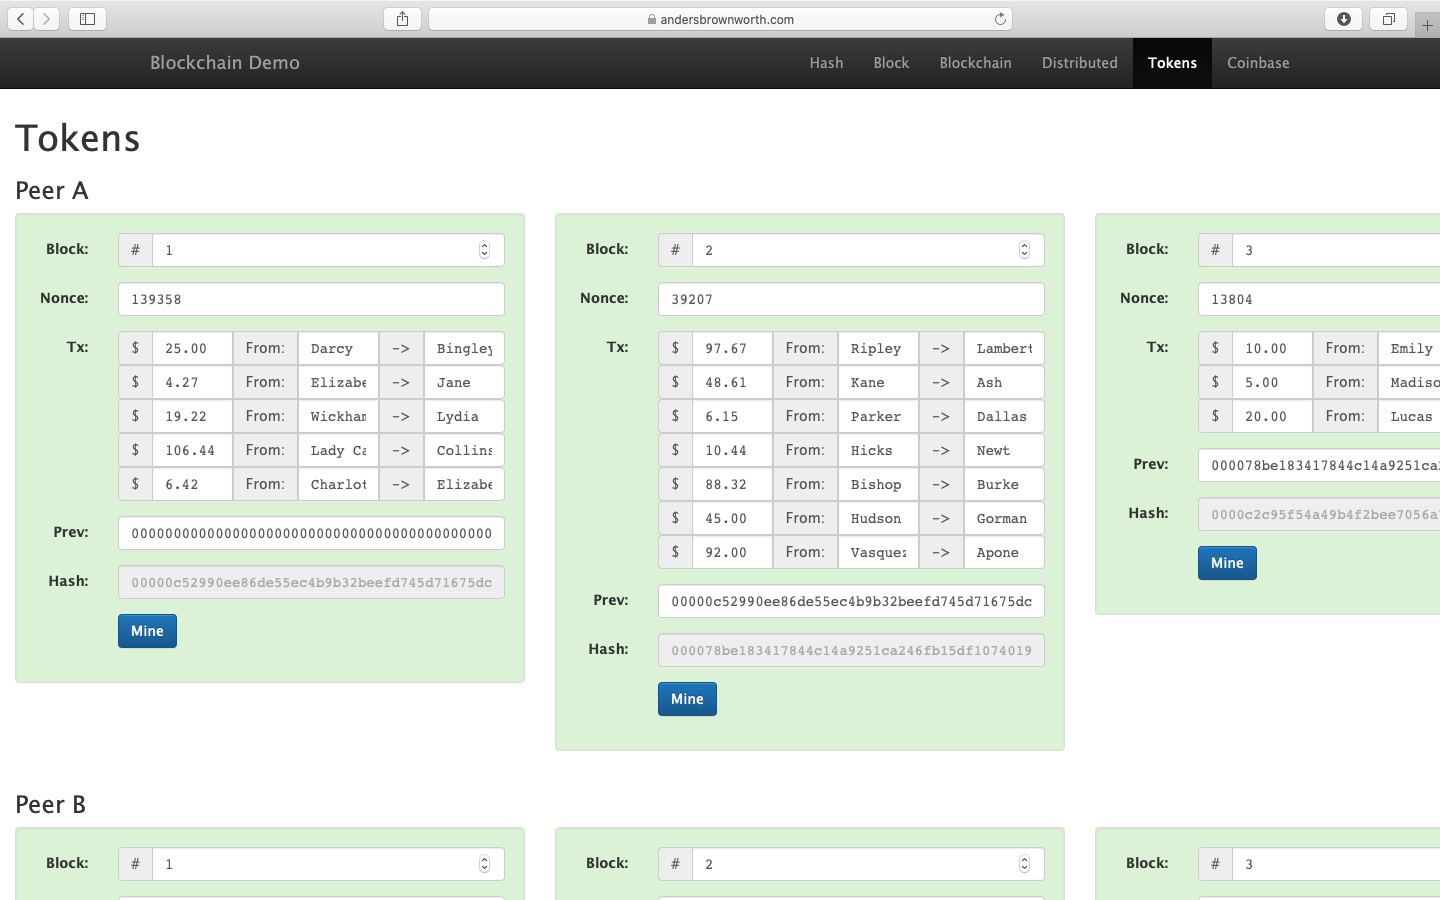 andersbrownworth.com
Blockchain Demo Hash Block Blockchain Distributed Tokens Coinbase
Tokens
Peer A
Block: # 1
Nonce: 139358
Tx: $ 25.00 From: Darcy -> Bingley
$ 4.27 From: Elizabe -> Jane
$ 19.22 From: Wickham -> Lydia
$ 106.44 From: Lady Ca -> Collins
$ 6.42 From: Charlot -> Elizabe
Prev: 000000000000000000000000000000000000000000
Hash: 00000c52990ee86de55ec4b9b32beefd745d71675dc
Mine
Block: # 2
Nonce: 39207
Tx: $ 97.67 From: Ripley -> Lambert
$ 48.61 From: Kane -> Ash
$ 6.15 From: Parker -> Dallas
$ 10.44 From: Hicks -> Newt
$ 88.32 From: Bishop -> Burke
$ 45.00 From: Hudson -> Gorman
$ 92.00 From: Vasquez -> Apone
Prev: 00000c52990ee86de55ec4b9b32beefd745d71675dc
Hash: 000078be183417844c14a9251ca246fb15df1074019
Mine
Block: # 3
Nonce: 13804
Tx: $ 10.00 From: Emily
$ 5.00 From: Madiso
$ 20.00 From: Lucas
Prev: 000078be183417844c14a9251ca
Hash: 0000c2c95f54a49b4f2bee7056a
Mine
Peer B
Block: # 1
Block: # 2
Block: # 3